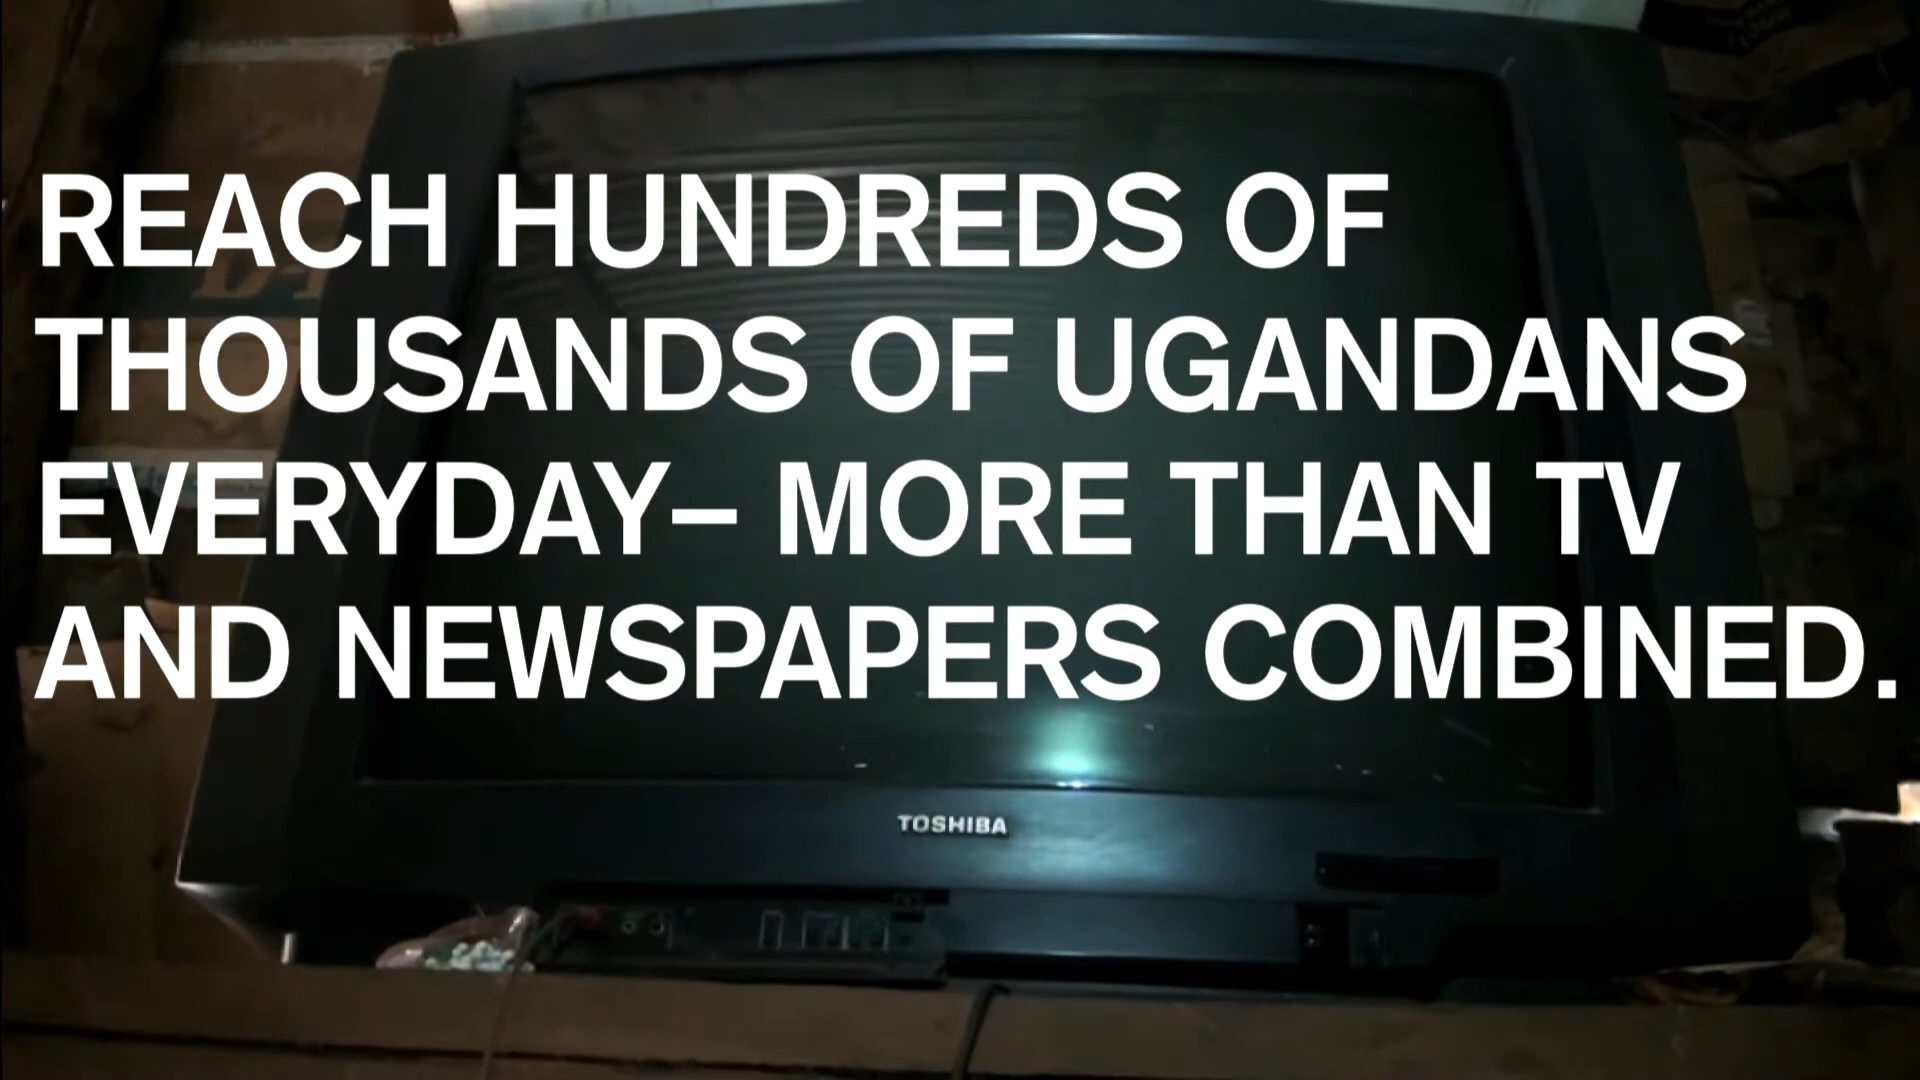 REACH HUNDREDS OF
THOUSANDS OF UGANDANS
EVERYDAY– MORE THAN TV
AND NEWSPAPERS COMBINED.
TOSHIBA